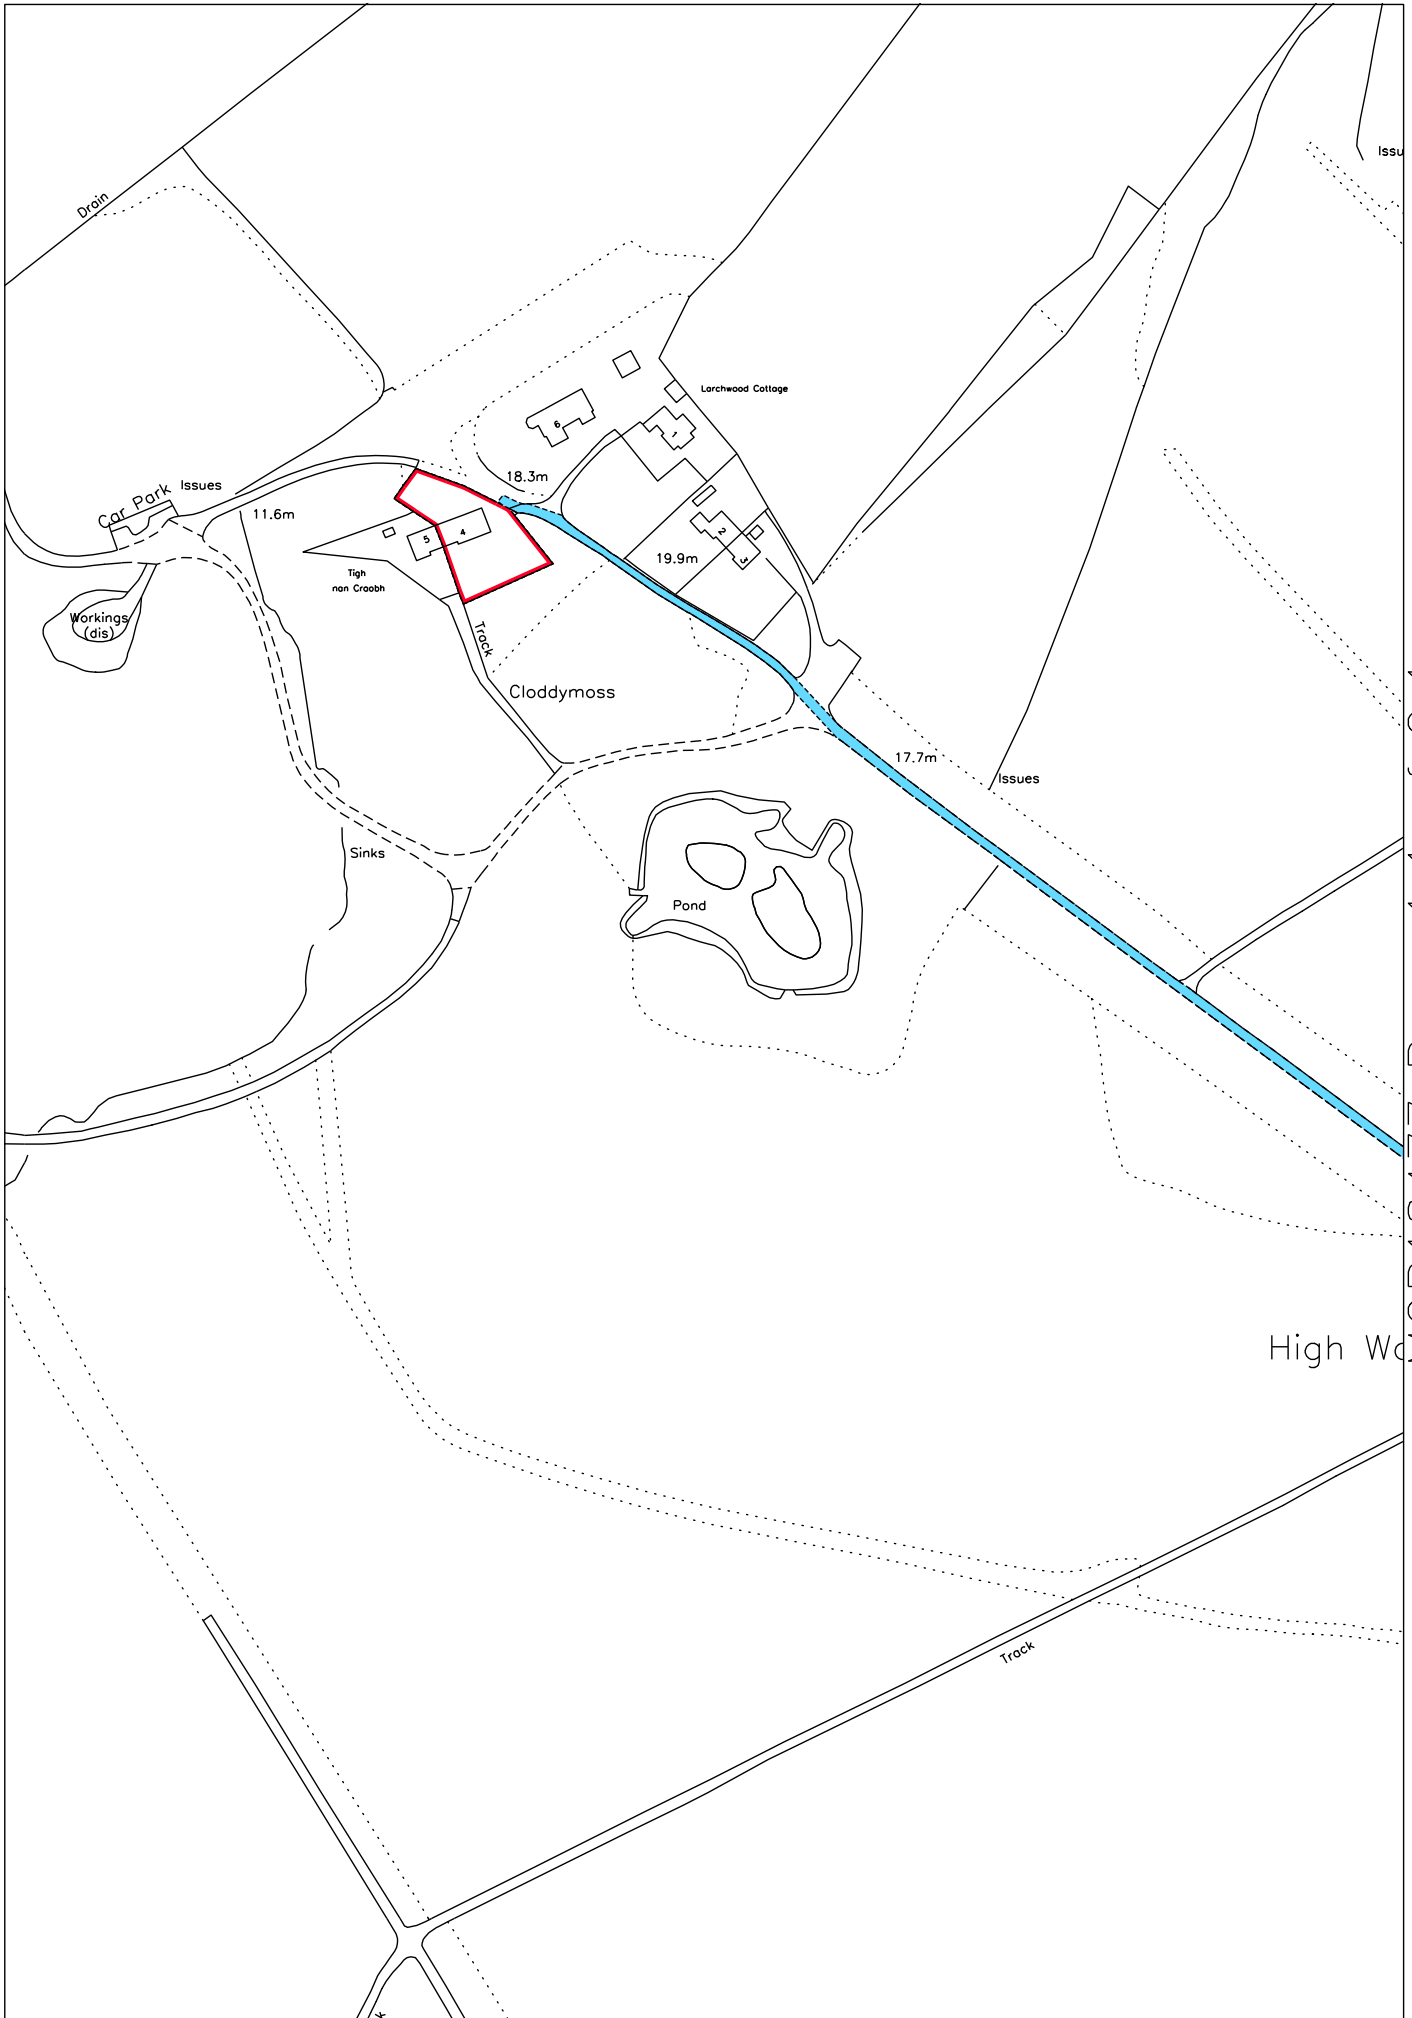 Issu
Drain
Larchwood Cottage
6
1
18.3m
Issues
Car Park
11.6m
5
4
2
3
19.9m
Tigh
nan Craobh
Workings
(dis)
Track
Cloddymoss
17.7m
Issues
Sinks
Pond
High Wo
Track